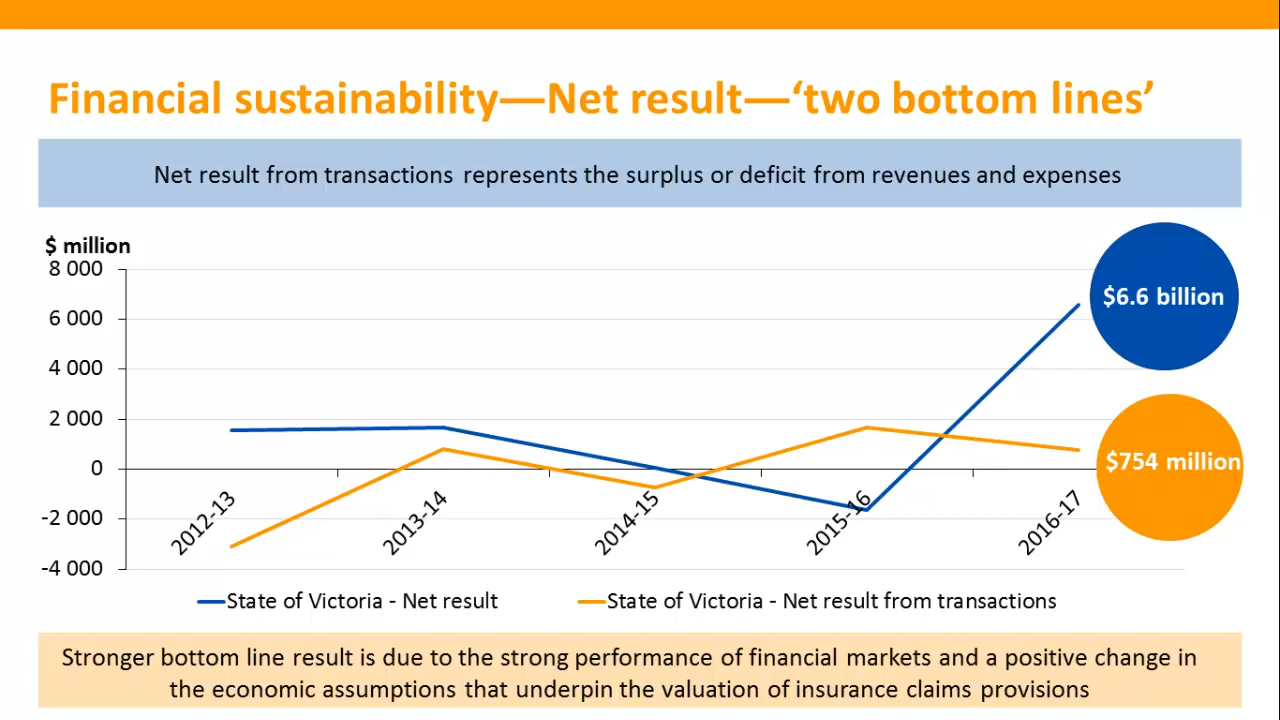 Financial sustainability—Net result—‘two bottom lines’
Net result from transactions represents the surplus or deficit from revenues and expenses
$ million
8 000
6 000
4 000
2 000
0
-2 000
-4 000
2012-13
2013-14
2014-15
2015-16
2016-17
$6.6 billion
$754 million
State of Victoria - Net result
State of Victoria - Net result from transactions
Stronger bottom line result is due to the strong performance of financial markets and a positive change in
the economic assumptions that underpin the valuation of insurance claims provisions